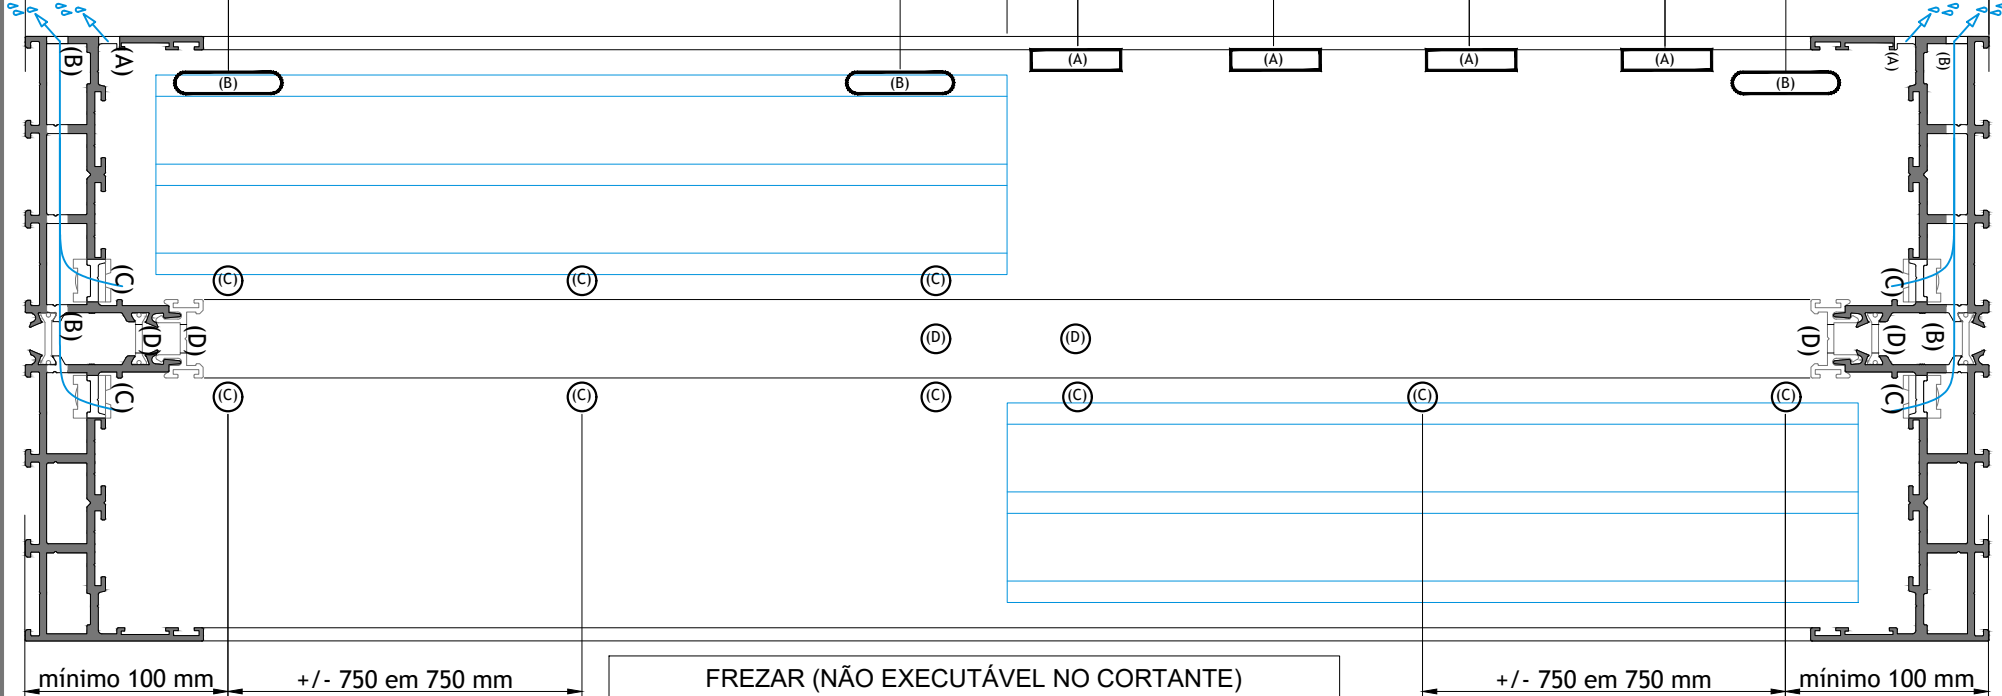 (B) (A) (A) (A) (A) (A) (A) (B)
(B) (B) (B)
(C) (C) (C) (C) (C)
(B) (D) (D) (D) (D) (D) (D) (B)
(C) (C) (C) (C) (C) (C) (C) (C)
mínimo 100 mm +/- 750 em 750 mm FREZAR (NÃO EXECUTÁVEL NO CORTANTE) +/- 750 em 750 mm mínimo 100 mm